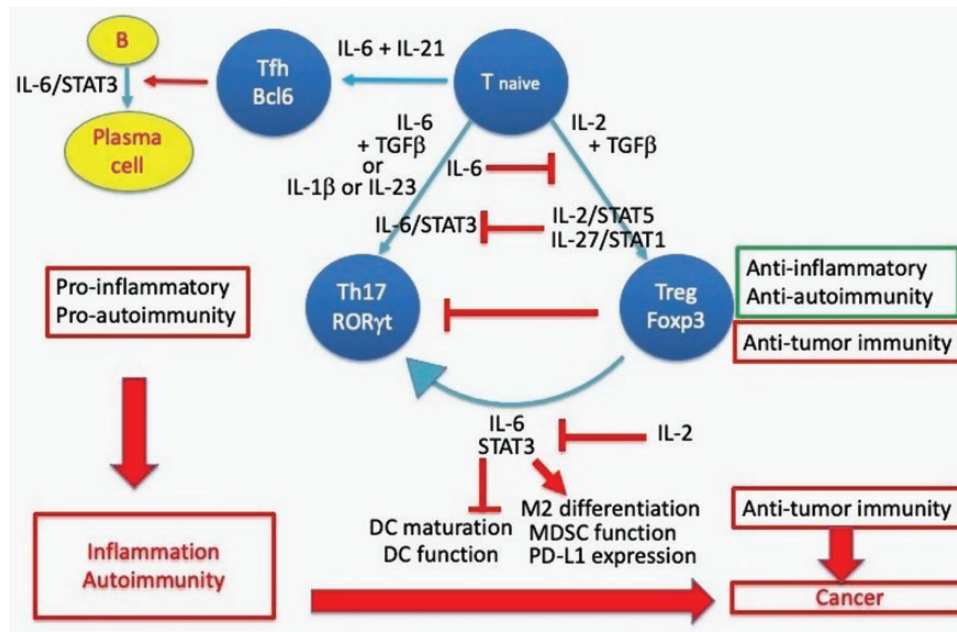 B
IL-6/STAT3
Plasma
cell
Tfh
Bcl6
IL-6 + IL-21
T naive
IL-6
+ TGFβ
or
IL-1β or IL-23
IL-2
+ TGFβ
IL-6
IL-6/STAT3
IL-2/STAT5
IL-27/STAT1
Pro-inflammatory
Pro-autoimmunity
Th17
RORγt
Treg
Foxp3
Anti-inflammatory
Anti-autoimmunity
Anti-tumor immunity
IL-6
STAT3
IL-2
DC maturation
DC function
M2 differentiation
MDSC function
PD-L1 expression
Anti-tumor immunity
Inflammation
Autoimmunity
Cancer